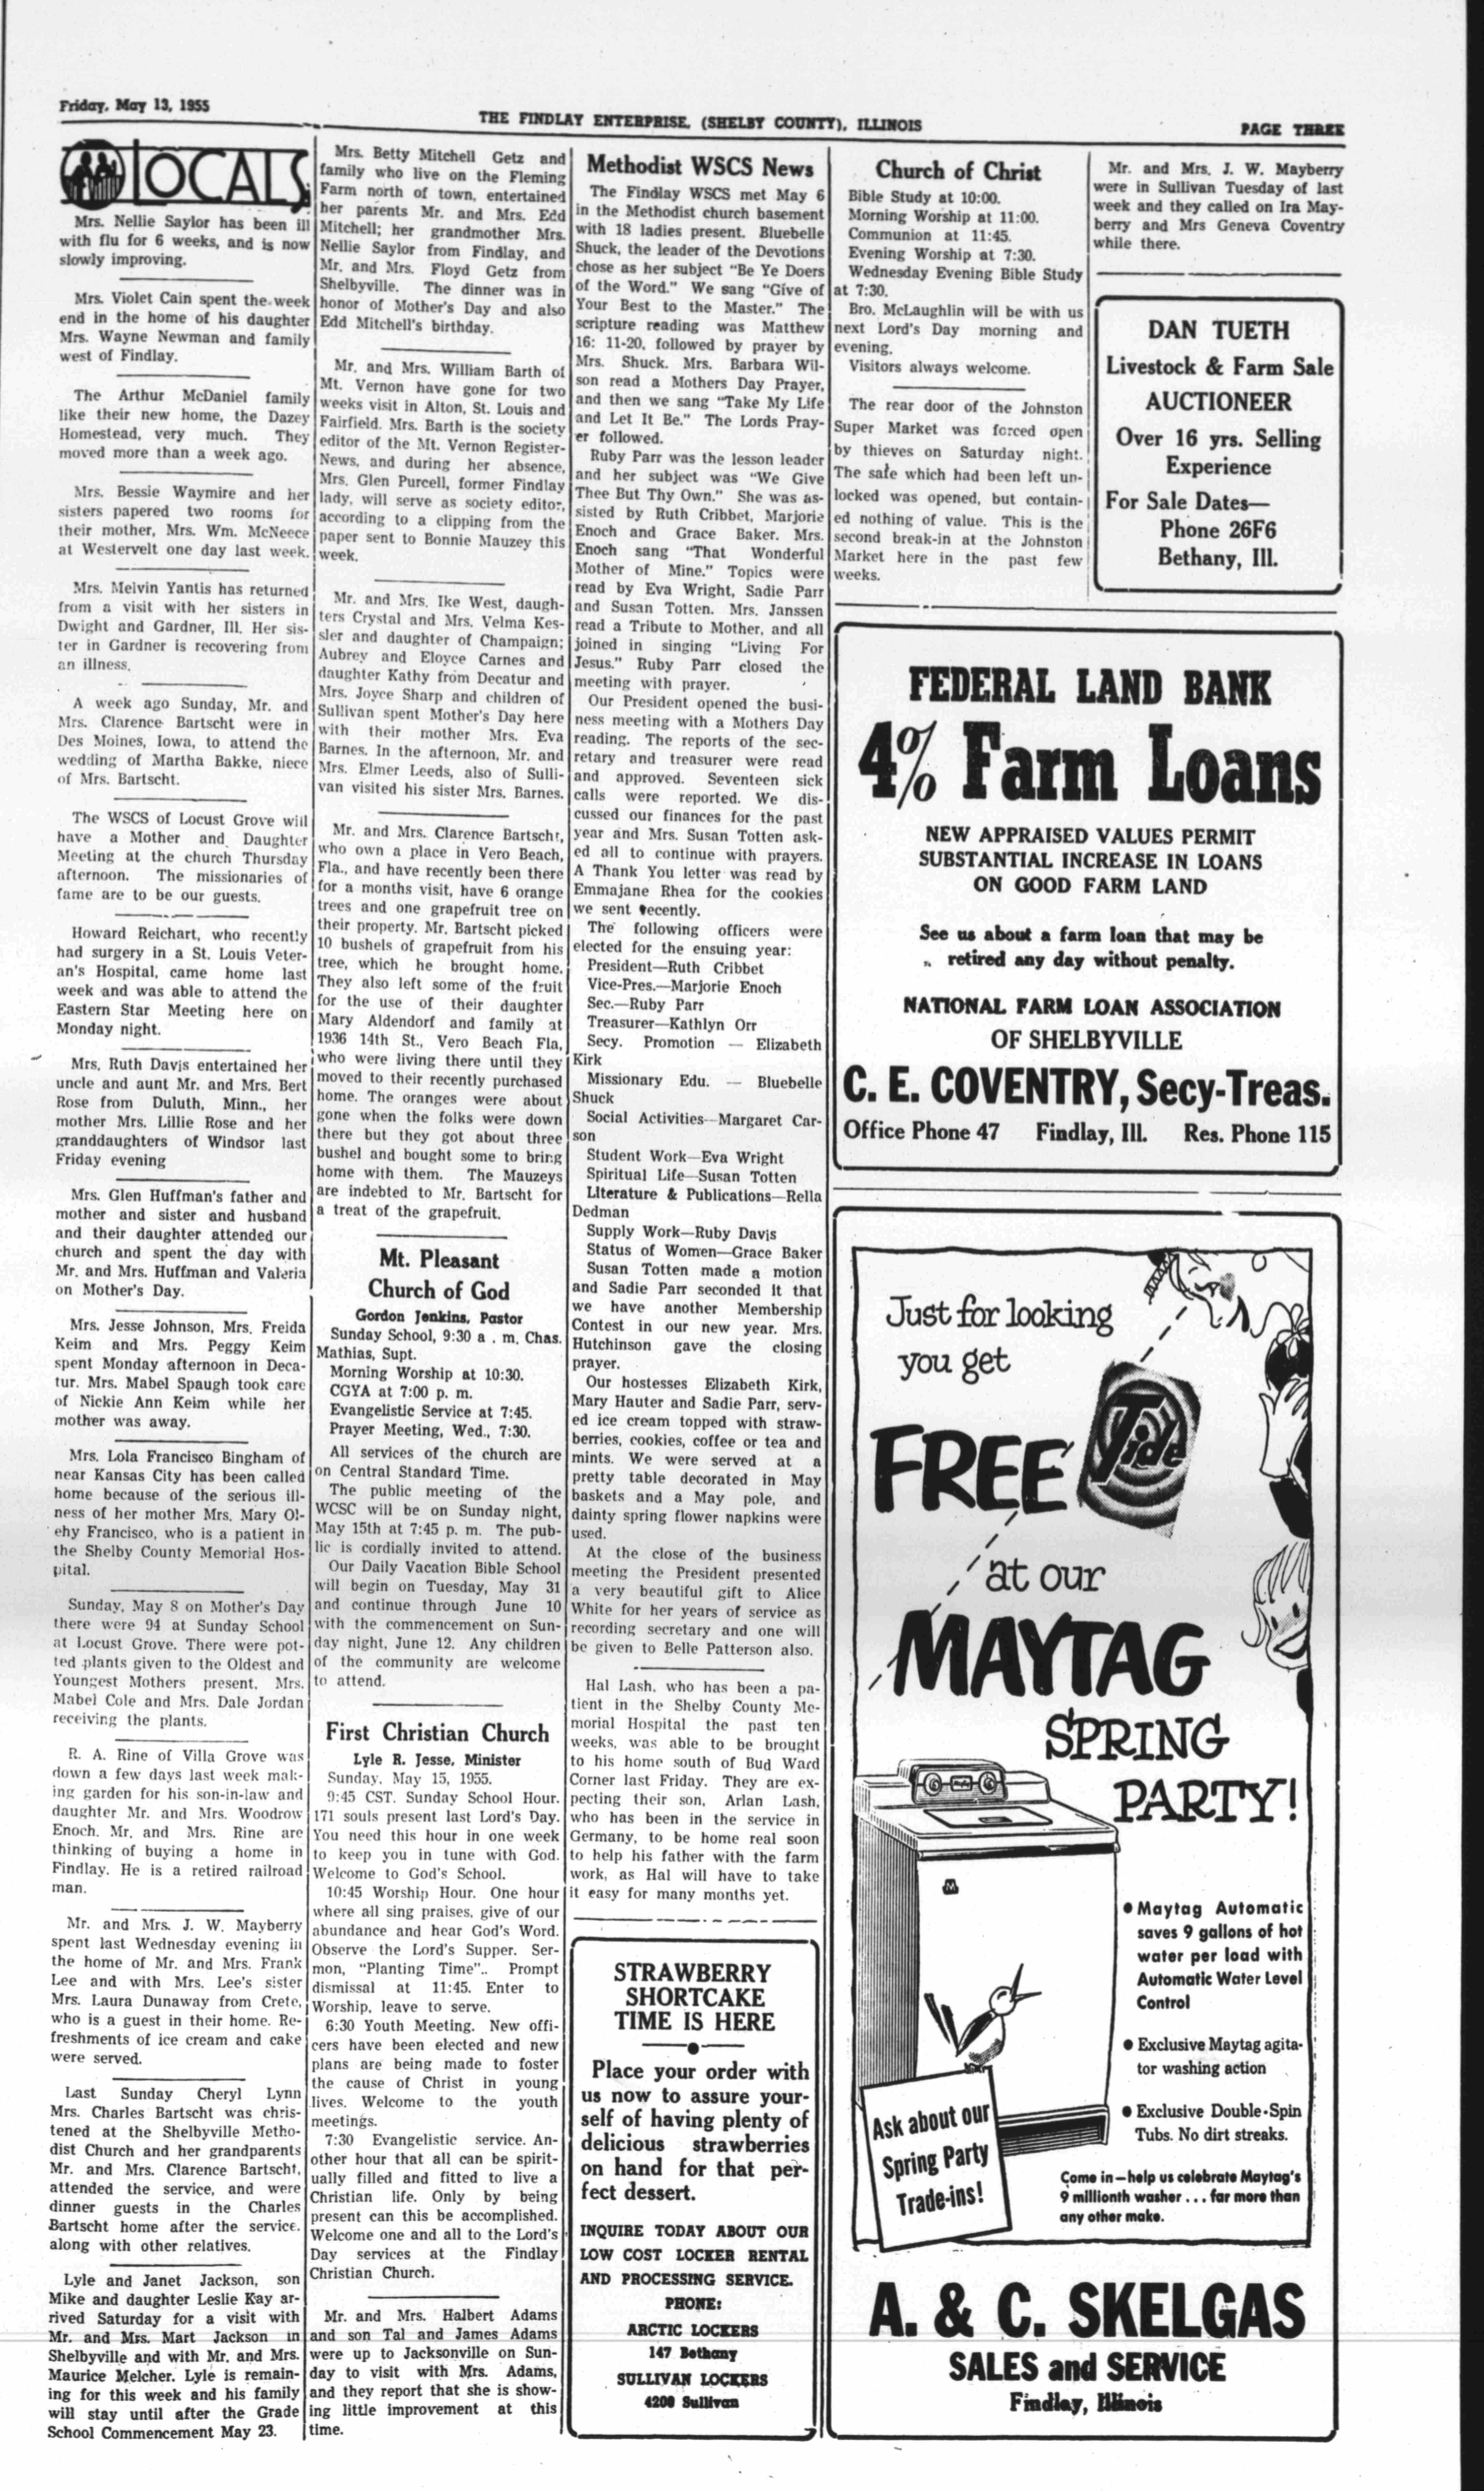 Friday, May 13, 1955
THE FINDLAY ENTERPRISE, (SHELBY COUNTY), ILLINOIS
PAGE THREE
LOCALS
Mrs. Nellie Saylor has been ill
with flu for 6 weeks, and is now
slowly improving.
Mrs. Violet Cain spent the week
end in the home of his daughter
Mrs. Wayne Newman and family
west of Findlay.
The Arthur McDaniel family
like their new home, the Dazey
Homestead, very much. They
moved more than a week ago.
Mrs. Bessie Waymire and her
sisters papered two rooms for
their mother, Mrs. Wm. McNeece
at Westervelt one day last week.
Mrs. Melvin Yantis has returned
from a visit with her sisters in
Dwight and Gardner, Ill. Her sis-
ter in Gardner is recovering from
an illness.
A week ago Sunday, Mr. and
Mrs. Clarence Bartscht were in
Des Moines, Iowa, to attend the
wedding of Martha Bakke, niece
of Mrs. Bartscht.
The WSCS of Locust Grove will
have a Mother and Daughter
Meeting at the church Thursday
afternoon. The missionaries of
fame are to be our guests.
Howard Reichart, who recently
had surgery in a St. Louis Veter-
an's Hospital, came home last
week and was able to attend the
Eastern Star Meeting here on
Monday night.
Mrs. Ruth Davis entertained her
uncle and aunt Mr. and Mrs. Bert
Rose from Duluth, Minn., her
mother Mrs. Lillie Rose and her
granddaughters of Windsor last
Friday evening
Mrs. Glen Huffman's father and
mother and sister and husband
and their daughter attended our
church and spent the day with
Mr. and Mrs. Huffman and Valeria
on Mother's Day.
Mrs. Jesse Johnson, Mrs. Freida
Keim and Mrs. Peggy Keim
spent Monday afternoon in Deca-
tur. Mrs. Mabel Spaugh took care
of Nickie Ann Keim while her
mother was away.
Mrs. Lola Francisco Bingham of
near Kansas City has been called
home because of the serious ill-
ness of her mother Mrs. Mary Ol-
ehy Francisco, who is a patient in
the Shelby County Memorial Hos-
pital.
Sunday, May 8 on Mother's Day
there were 94 at Sunday School
at Locust Grove. There were pot-
ted plants given to the Oldest and
Youngest Mothers present, Mrs.
Mabel Cole and Mrs. Dale Jordan
receiving the plants.
R. A. Rine of Villa Grove was
down a few days last week mak-
ing garden for his son-in-law and
daughter Mr. and Mrs. Woodrow
Enoch. Mr. and Mrs. Rine are
thinking of buying a home in
Findlay. He is a retired railroad
man.
Mr. and Mrs. J. W. Mayberry
spent last Wednesday evening in
the home of Mr. and Mrs. Frank
Lee and with Mrs. Lee's sister
Mrs. Laura Dunaway from Crete,
who is a guest in their home. Re-
freshments of ice cream and cake
were served.
Last Sunday Cheryl Lynn
Mrs. Charles Bartscht was chris-
tened at the Shelbyville Metho-
dist Church and her grandparents
Mr. and Mrs. Clarence Bartscht,
attended the service, and were
dinner guests in the Charles
Bartscht home after the service.
along with other relatives.
Lyle and Janet Jackson, son
Mike and daughter Leslie Kay ar-
rived Saturday for a visit with
Mr. and Mrs. Mart Jackson in
Shelbyville and with Mr. and Mrs.
Maurice Melcher. Lyle is remain-
ing for this week and his family
will stay until after the Grade
School Commencement May 23.
Mrs. Betty Mitchell Getz and
family who live on the Fleming
Farm north of town, entertained
her parents Mr. and Mrs. Edd
Mitchell; her grandmother Mrs.
Nellie Saylor from Findlay, and
Mr. and Mrs. Floyd Getz from
Shelbyville. The dinner was in
honor of Mother's Day and also
Edd Mitchell's birthday.
Mr. and Mrs. William Barth of
Mt. Vernon have gone for two
weeks visit in Alton, St. Louis and
Fairfield. Mrs. Barth is the society
editor of the Mt. Vernon Register-
News, and during her absence,
Mrs. Glen Purcell, former Findlay
lady, will serve as society editor,
according to a clipping from the
paper sent to Bonnie Mauzey this
week.
Mr. and Mrs. Ike West, daugh-
ters Crystal and Mrs. Velma Kes-
sler and daughter of Champaign;
Aubrey and Eloyce Carnes and
daughter Kathy from Decatur and
Mrs. Joyce Sharp and children of
Sullivan spent Mother's Day here
with their mother Mrs. Eva
Barnes. In the afternoon, Mr. and
Mrs. Elmer Leeds, also of Sulli-
van visited his sister Mrs. Barnes.
Mr. and Mrs. Clarence Bartscht,
who own a place in Vero Beach,
Fla., and have recently been there
for a months visit, have 6 orange
trees and one grapefruit tree on
their property. Mr. Bartscht picked
10 bushels of grapefruit from his
tree, which he brought home.
They also left some of the fruit
for the use of their daughter
Mary Aldendorf and family at
1936 14th St., Vero Beach Fla,
who were living there until they
moved to their recently purchased
home. The oranges were about
gone when the folks were down
there but they got about three
bushel and bought some to bring
home with them. The Mauzeys
are indebted to Mr. Bartscht for
a treat of the grapefruit.
Mt. Pleasant
Church of God
Gordon Jenkins, Pastor
Sunday School, 9:30 a . m. Chas.
Mathias, Supt.
Morning Worship at 10:30.
CGYA at 7:00 p. m.
Evangelistic Service at 7:45.
Prayer Meeting, Wed., 7:30.
All services of the church are
on Central Standard Time.
The public meeting of the
WCSC will be on Sunday night,
May 15th at 7:45 p. m. The pub-
lic is cordially invited to attend.
Our Daily Vacation Bible School
will begin on Tuesday, May 31
and continue through June 10
with the commencement on Sun-
day night, June 12. Any children
of the community are welcome
to attend.
First Christian Church
Lyle R. Jesse, Minister
Sunday, May 15, 1955.
9:45 CST. Sunday School Hour.
171 souls present last Lord's Day.
You need this hour in one week
to keep you in tune with God.
Welcome to God's School.
10:45 Worship Hour. One hour
where all sing praises, give of our
abundance and hear God's Word.
Observe the Lord's Supper. Ser-
mon, "Planting Time".. Prompt
dismissal at 11:45. Enter to
Worship, leave to serve.
6:30 Youth Meeting. New offi-
cers have been elected and new
plans are being made to foster
the cause of Christ in young
lives. Welcome to the youth
meetings.
7:30 Evangelistic service. An-
other hour that all can be spirit-
ually filled and fitted to live a
Christian life. Only by being
present can this be accomplished.
Welcome one and all to the Lord's
Day services at the Findlay
Christian Church.
Mr. and Mrs. Halbert Adams
and son Tal and James Adams
were up to Jacksonville on Sun-
day to visit with Mrs. Adams,
and they report that she is show-
ing little improvement at this
time.
Methodist WSCS News
The Findlay WSCS met May 6
in the Methodist church basement
with 18 ladies present. Bluebelle
Shuck, the leader of the Devotions
chose as her subject "Be Ye Doers
of the Word." We sang "Give of
Your Best to the Master." The
scripture reading was Matthew
16: 11-20, followed by prayer by
Mrs. Shuck. Mrs. Barbara Wil-
son read a Mothers Day Prayer,
and then we sang "Take My Life
and Let It Be." The Lords Pray-
er followed.
Ruby Parr was the lesson leader
and her subject was "We Give
Thee But Thy Own." She was as-
sisted by Ruth Cribbet, Marjorie
Enoch and Grace Baker. Mrs.
Enoch sang "That Wonderful
Mother of Mine." Topics were
read by Eva Wright, Sadie Parr
and Susan Totten. Mrs. Janssen
read a Tribute to Mother, and all
joined in singing "Living For
Jesus." Ruby Parr closed the
meeting with prayer.
Our President opened the busi-
ness meeting with a Mothers Day
reading. The reports of the sec-
retary and treasurer were read
and approved. Seventeen sick
calls were reported. We dis-
cussed our finances for the past
year and Mrs. Susan Totten ask-
ed all to continue with prayers.
A Thank You letter was read by
Emmajane Rhea for the cookies
we sent recently.
The following officers were
elected for the ensuing year:
President—Ruth Cribbet
Vice-Pres.—Marjorie Enoch
Sec.—Ruby Parr
Treasurer—Kathlyn Orr
Secy. Promotion — Elizabeth
Kirk
Missionary Edu. — Bluebelle
Shuck
Social Activities—Margaret Car-
son
Student Work—Eva Wright
Spiritual Life—Susan Totten
Literature & Publications—Rella
Dedman
Supply Work—Ruby Davis
Status of Women—Grace Baker
Susan Totten made a motion
and Sadie Parr seconded it that
we have another Membership
Contest in our new year. Mrs.
Hutchinson gave the closing
prayer.
Our hostesses Elizabeth Kirk,
Mary Hauter and Sadie Parr, serv-
ed ice cream topped with straw-
berries, cookies, coffee or tea and
mints. We were served at a
pretty table decorated in May
baskets and a May pole, and
dainty spring flower napkins were
used.
At the close of the business
meeting the President presented
a very beautiful gift to Alice
White for her years of service as
recording secretary and one will
be given to Belle Patterson also.
Hal Lash, who has been a pa-
tient in the Shelby County Me-
morial Hospital the past ten
weeks, was able to be brought
to his home south of Bud Ward
Corner last Friday. They are ex-
pecting their son, Arlan Lash,
who has been in the service in
Germany, to be home real soon
to help his father with the farm
work, as Hal will have to take
it easy for many months yet.
STRAWBERRY
SHORTCAKE
TIME IS HERE
Place your order with
us now to assure your-
self of having plenty of
delicious strawberries
on hand for that per-
fect dessert.
INQUIRE TODAY ABOUT OUR
LOW COST LOCKER RENTAL
AND PROCESSING SERVICE.
PHONE:
ARCTIC LOCKERS
147 Bethany
SULLIVAN LOCKERS
4208 Sullivan
Church of Christ
Bible Study at 10:00.
Morning Worship at 11:00.
Communion at 11:45.
Evening Worship at 7:30.
Wednesday Evening Bible Study
at 7:30.
Bro. McLaughlin will be with us
next Lord's Day morning and
evening.
Visitors always welcome.
The rear door of the Johnston
Super Market was forced open
by thieves on Saturday night.
The safe which had been left un-
locked was opened, but contain-
ed nothing of value. This is the
second break-in at the Johnston
Market here in the past few
weeks.
Mr. and Mrs. J. W. Mayberry
were in Sullivan Tuesday of last
week and they called on Ira May-
berry and Mrs Geneva Coventry
while there.
DAN TUETH
Livestock & Farm Sale
AUCTIONEER
Over 16 yrs. Selling
Experience
For Sale Dates—
Phone 26F6
Bethany, Ill.
FEDERAL LAND BANK
4% Farm Loans
NEW APPRAISED VALUES PERMIT
SUBSTANTIAL INCREASE IN LOANS
ON GOOD FARM LAND
See us about a farm loan that may be
retired any day without penalty.
NATIONAL FARM LOAN ASSOCIATION
OF SHELBYVILLE
C. E. COVENTRY, Secy-Treas.
Office Phone 47 Findlay, Ill. Res. Phone 115
Just for looking
you get
FREE Tide
at our
MAYTAG
SPRING
PARTY!
• Maytag Automatic
saves 9 gallons of hot
water per load with
Automatic Water Level
Control
• Exclusive Maytag agita-
tor washing action
• Exclusive Double-Spin
Tubs. No dirt streaks.
Ask about our
Spring Party
Trade-ins!
Come in—help us celebrate Maytag's
9 millionth washer . . . far more than
any other make.
A. & C. SKELGAS
SALES and SERVICE
Findlay, Illinois